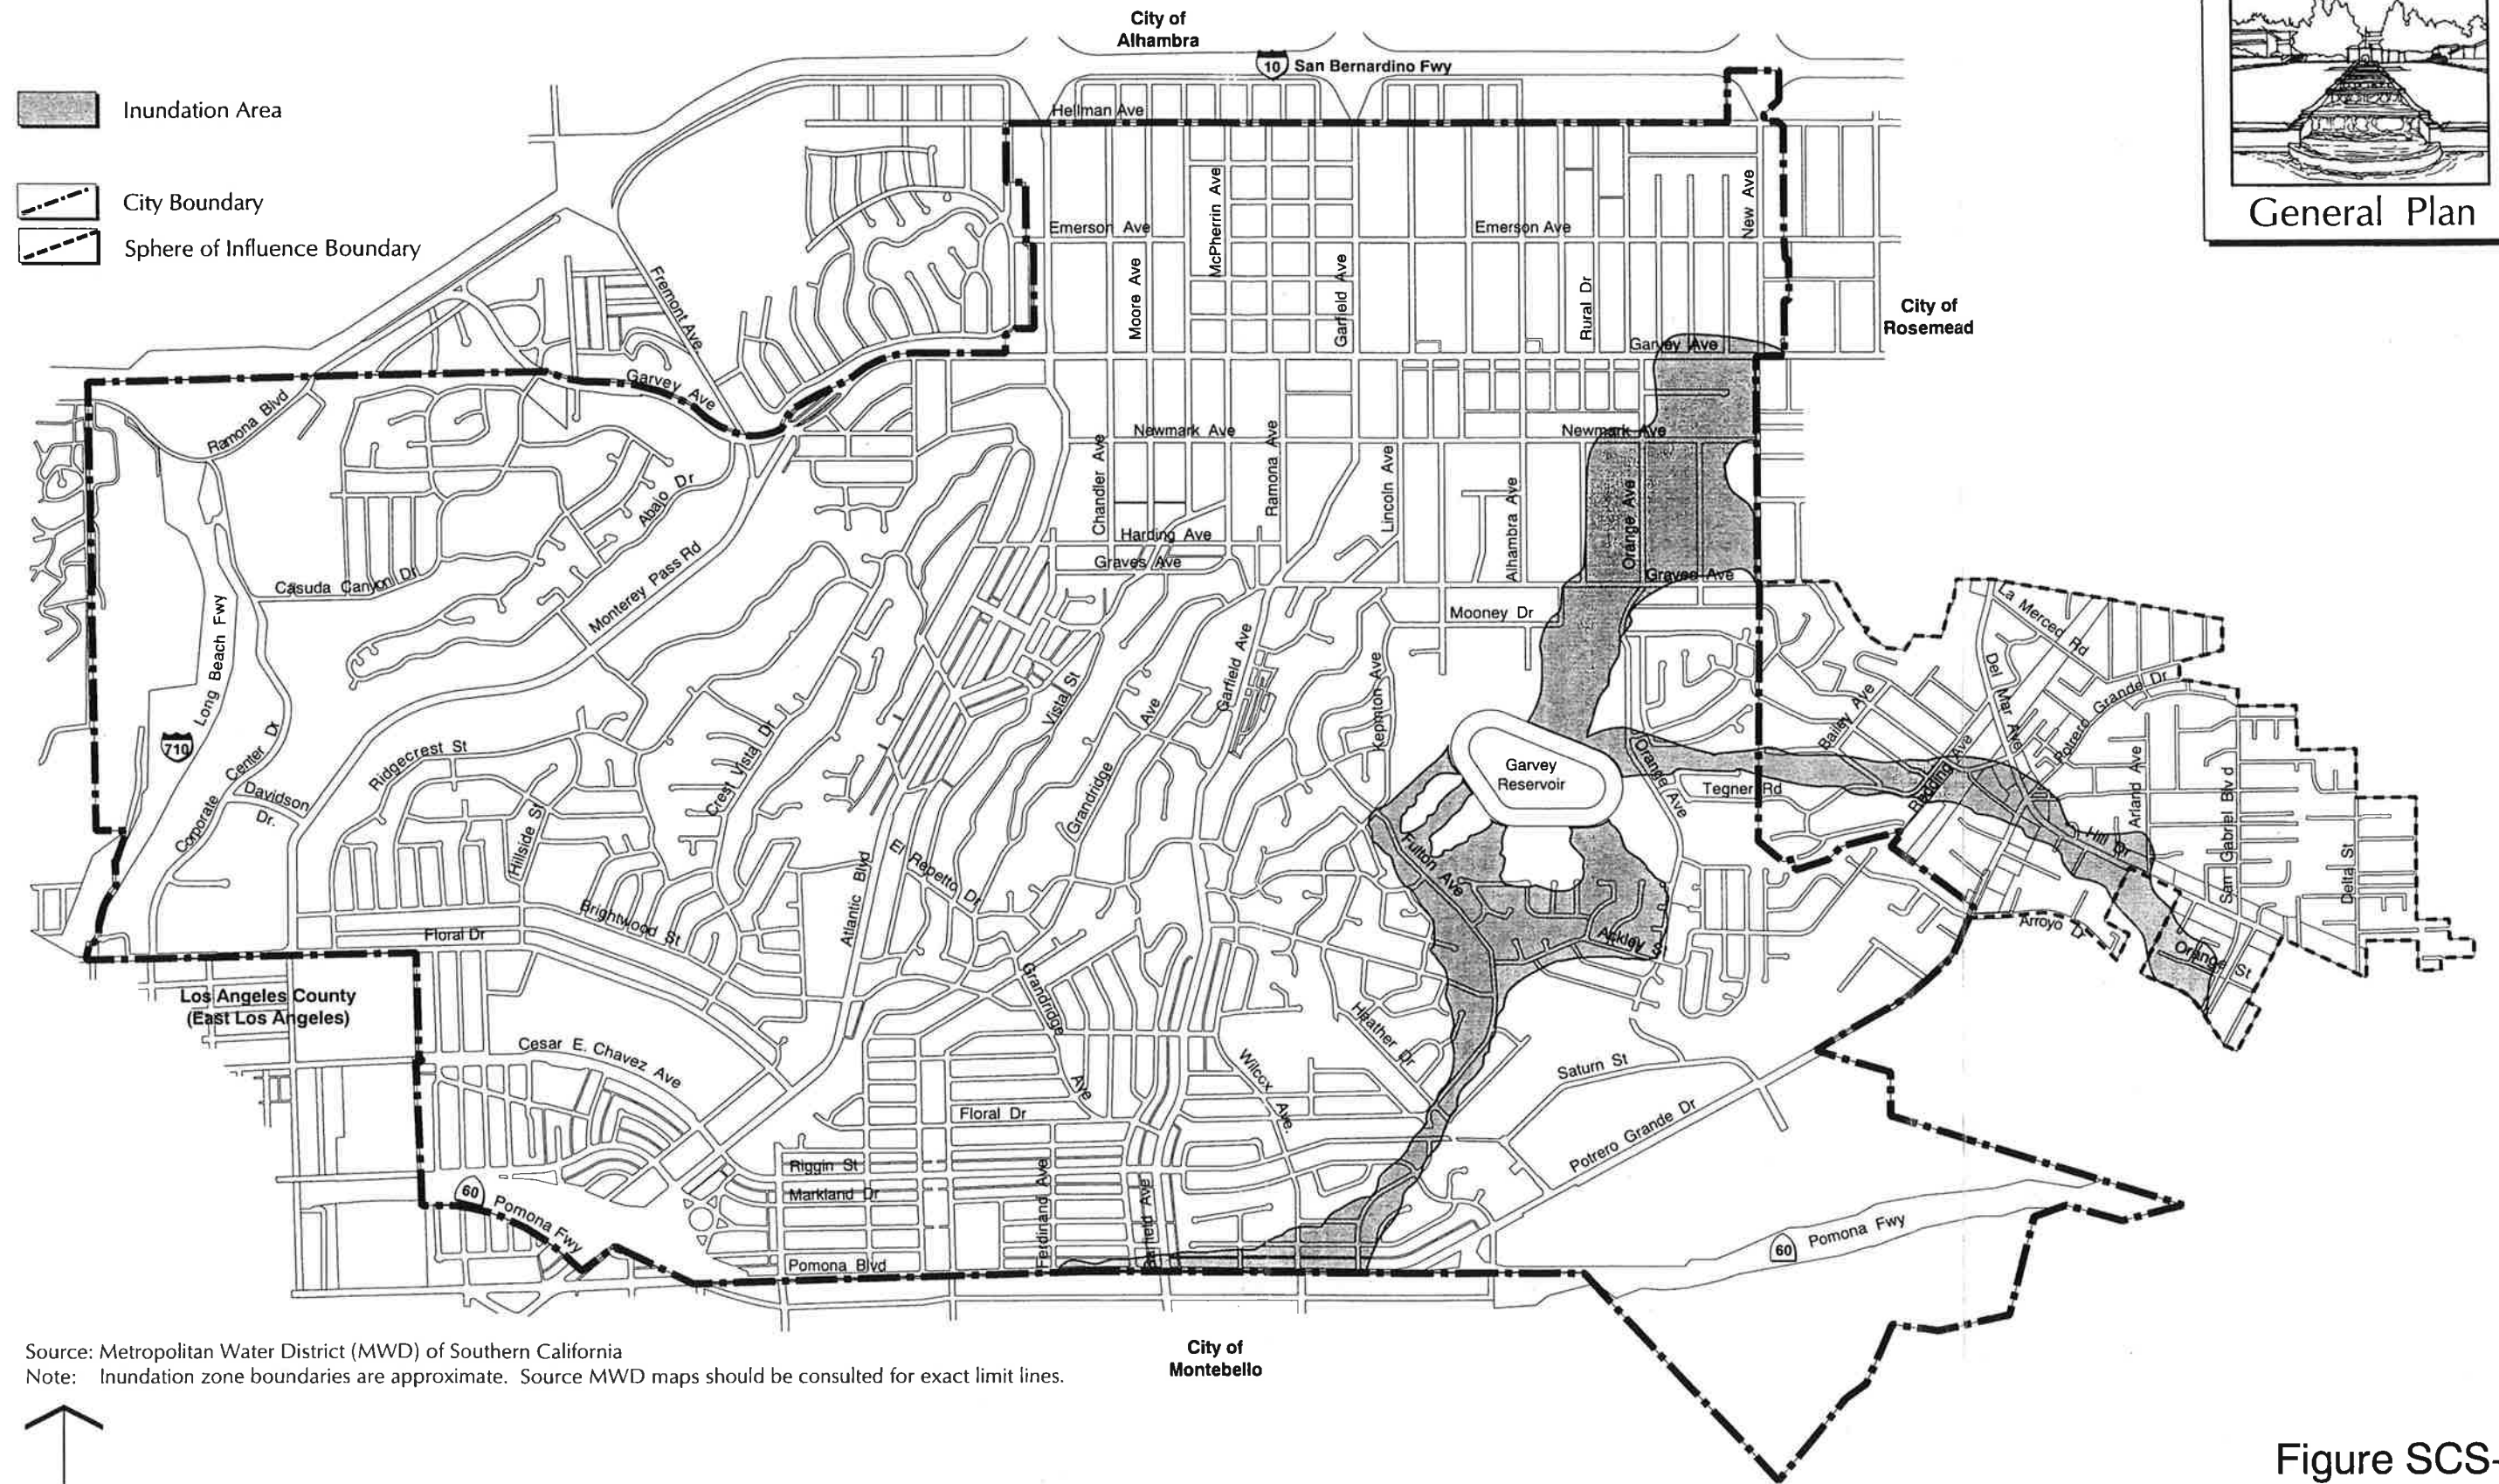 City of
Alhambra
10 San Bernardino Fwy
Inundation Area
City Boundary
Sphere of Influence Boundary
General Plan
Hellman Ave
Emerson Ave
Emerson Ave
McPherrin Ave
Moore Ave
Garfield Ave
Rural Dr
New Ave
City of
Rosemead
Fremont Ave.
Garvey Ave
Garvey Ave
Ramona Blvd
Newmark Ave
Newmark Ave
Chandler Ave
Ramona Ave
Lincoln Ave
Alhambra Ave
Orange Ave
Abajo Dr
Harding Ave
Graves Ave
Graves Ave
Casuda Canyon Dr
Monterey Pass Rd
Mooney Dr
La Merced Rd
Long Beach Fwy
710
Garfield Ave
Kempton Ave
Vista St
Del Mar Ave
Potrero Grande Dr
Bailey Ave
Redding Ave
Ridgecrest St
Crest Vista Dr
Corporate Center Dr
Davidson
Dr.
Grandridge Ave
Garvey
Reservoir
Orange Ave
Tegner Rd
Arland Ave
San Gabriel Blvd
Delta St
Hill Dr
Hillside St
El Repetto Dr
Fulton Ave
Atlantic Blvd
Brightwood St
Floral Dr
Ackley St
Arroyo Dr
Orange St
Los Angeles County
(East Los Angeles)
Grandridge Ave
Heather Dr
Cesar E. Chavez Ave
Wilcox Ave.
Saturn St
Floral Dr
Potrero Grande Dr
Riggin St
Markland Dr
Ferdinand Ave
Garfield Ave
60 Pomona Fwy
60 Pomona Fwy
Pomona Blvd
City of
Montebello
Source: Metropolitan Water District (MWD) of Southern California
Note: Inundation zone boundaries are approximate. Source MWD maps should be consulted for exact limit lines.
Figure SCS-